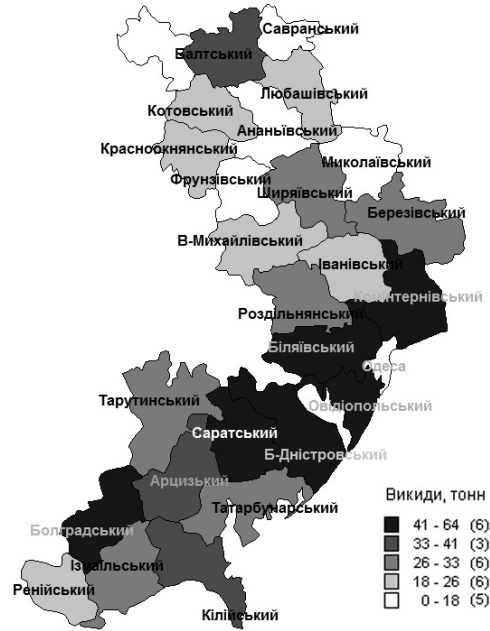 Савранський
Балтський
Любашівський
Котовський
Ананьївський
Красноокнянський
Миколаївський
Фрунзівський
Ширяївський
Березівський
В-Михайлівський
Іванівський
Комінтернівський
Роздільнянський
Біляївський
Одеса
Тарутинський
Овідіопольський
Саратський
Б-Дністровський
Арцизький
Татарбунарський
Болградський
Ізмаїльський
Ренійський
Кілійський
Викиди, тонн
41 - 64 (6)
33 - 41 (3)
26 - 33 (6)
18 - 26 (6)
0 - 18 (5)